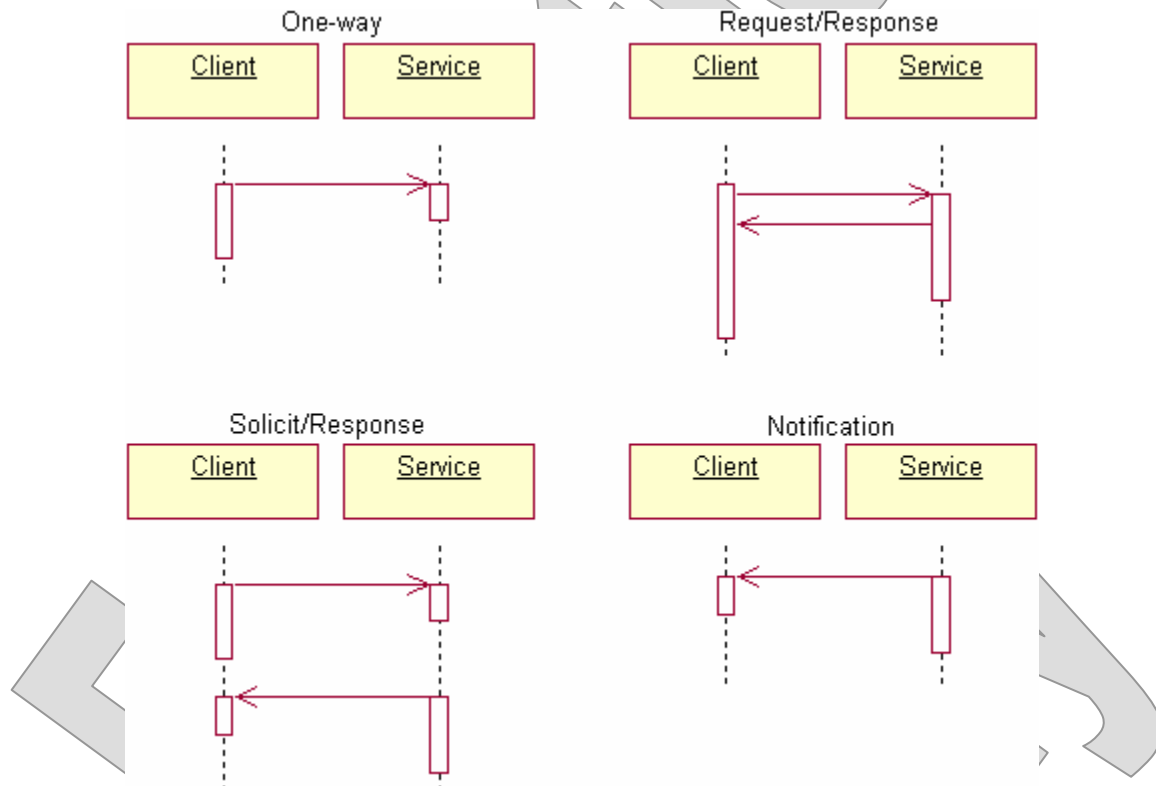 One-way
Client Service
Request/Response
Client Service
Solicit/Response
Client Service
Notification
Client Service